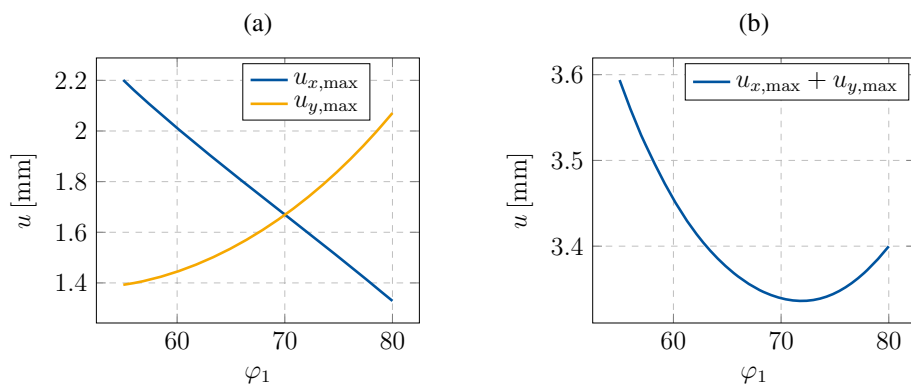 (a)
u_{x,max}
u_{y,max}
2.2
2
1.8
1.6
1.4
u [mm]
60
70
80
φ₁
(b)
u_{x,max} + u_{y,max}
3.6
3.5
3.4
u [mm]
60
70
80
φ₁